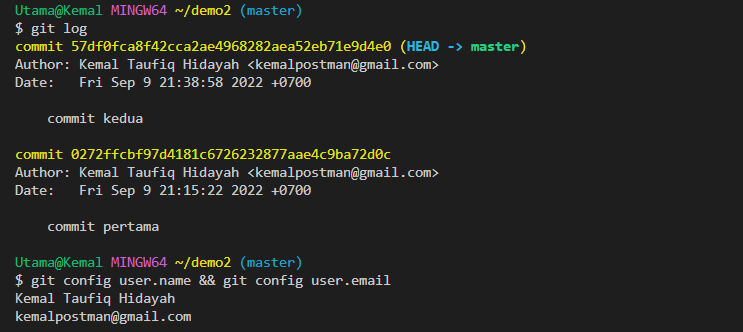 Utama@Kemal MINGW64 ~/demo2 (master)
$ git log
commit 57df0fca8f42cca2ae4968282aea52eb71e9d4e0 (HEAD -> master)
Author: Kemal Taufiq Hidayah <kemalpostman@gmail.com>
Date:   Fri Sep 9 21:38:58 2022 +0700
    commit kedua
commit 0272ffcbf97d4181c6726232877aae4c9ba72d0c
Author: Kemal Taufiq Hidayah <kemalpostman@gmail.com>
Date:   Fri Sep 9 21:15:22 2022 +0700
    commit pertama
Utama@Kemal MINGW64 ~/demo2 (master)
$ git config user.name && git config user.email
Kemal Taufiq Hidayah
kemalpostman@gmail.com